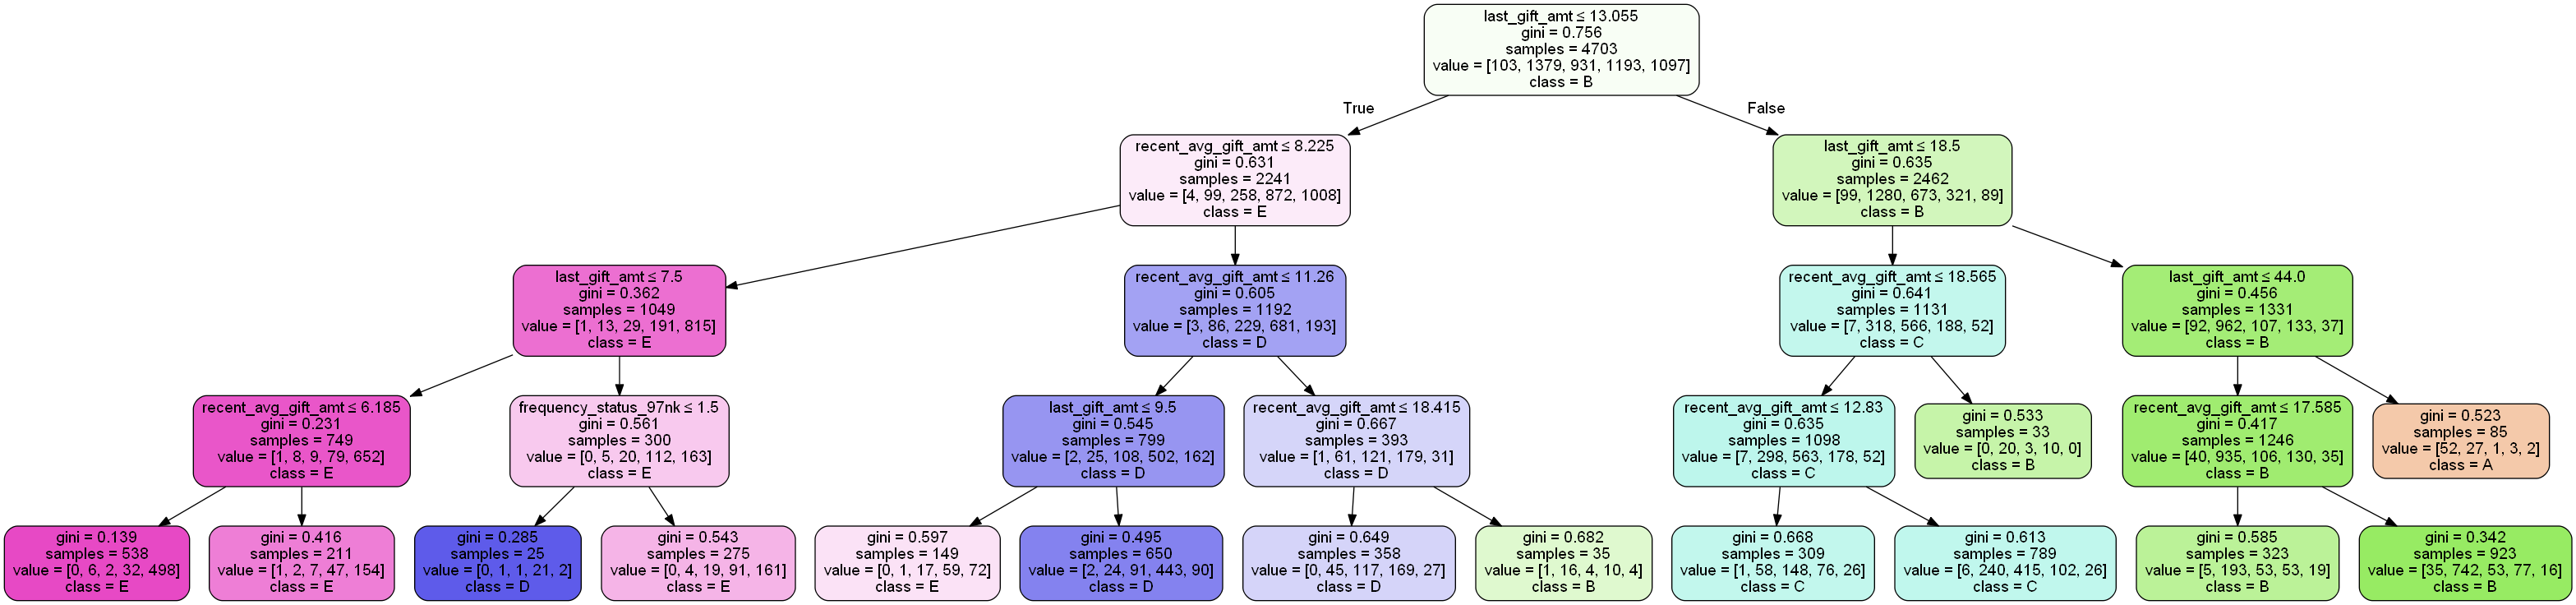 last_gift_amt ≤ 13.055
gini = 0.756
samples = 4703
value = [103, 1379, 931, 1193, 1097]
class = B
True
False
recent_avg_gift_amt ≤ 8.225
gini = 0.631
samples = 2241
value = [4, 99, 258, 872, 1008]
class = E
last_gift_amt ≤ 18.5
gini = 0.635
samples = 2462
value = [99, 1280, 673, 321, 89]
class = B
last_gift_amt ≤ 7.5
gini = 0.362
samples = 1049
value = [1, 13, 29, 191, 815]
class = E
recent_avg_gift_amt ≤ 11.26
gini = 0.605
samples = 1192
value = [3, 86, 229, 681, 193]
class = D
recent_avg_gift_amt ≤ 18.565
gini = 0.641
samples = 1131
value = [7, 318, 566, 188, 52]
class = C
last_gift_amt ≤ 44.0
gini = 0.456
samples = 1331
value = [92, 962, 107, 133, 37]
class = B
recent_avg_gift_amt ≤ 6.185
gini = 0.231
samples = 749
value = [1, 8, 9, 79, 652]
class = E
frequency_status_97nk ≤ 1.5
gini = 0.561
samples = 300
value = [0, 5, 20, 112, 163]
class = E
last_gift_amt ≤ 9.5
gini = 0.545
samples = 799
value = [2, 25, 108, 502, 162]
class = D
recent_avg_gift_amt ≤ 18.415
gini = 0.667
samples = 393
value = [1, 61, 121, 179, 31]
class = D
recent_avg_gift_amt ≤ 12.83
gini = 0.635
samples = 1098
value = [7, 298, 563, 178, 52]
class = C
gini = 0.533
samples = 33
value = [0, 20, 3, 10, 0]
class = B
recent_avg_gift_amt ≤ 17.585
gini = 0.417
samples = 1246
value = [40, 935, 106, 130, 35]
class = B
gini = 0.523
samples = 85
value = [52, 27, 1, 3, 2]
class = A
gini = 0.139
samples = 538
value = [0, 6, 2, 32, 498]
class = E
gini = 0.416
samples = 211
value = [1, 2, 7, 47, 154]
class = E
gini = 0.285
samples = 25
value = [0, 1, 1, 21, 2]
class = D
gini = 0.543
samples = 275
value = [0, 4, 19, 91, 161]
class = E
gini = 0.597
samples = 149
value = [0, 1, 17, 59, 72]
class = E
gini = 0.495
samples = 650
value = [2, 24, 91, 443, 90]
class = D
gini = 0.649
samples = 358
value = [0, 45, 117, 169, 27]
class = D
gini = 0.682
samples = 35
value = [1, 16, 4, 10, 4]
class = B
gini = 0.668
samples = 309
value = [1, 58, 148, 76, 26]
class = C
gini = 0.613
samples = 789
value = [6, 240, 415, 102, 26]
class = C
gini = 0.585
samples = 323
value = [5, 193, 53, 53, 19]
class = B
gini = 0.342
samples = 923
value = [35, 742, 53, 77, 16]
class = B